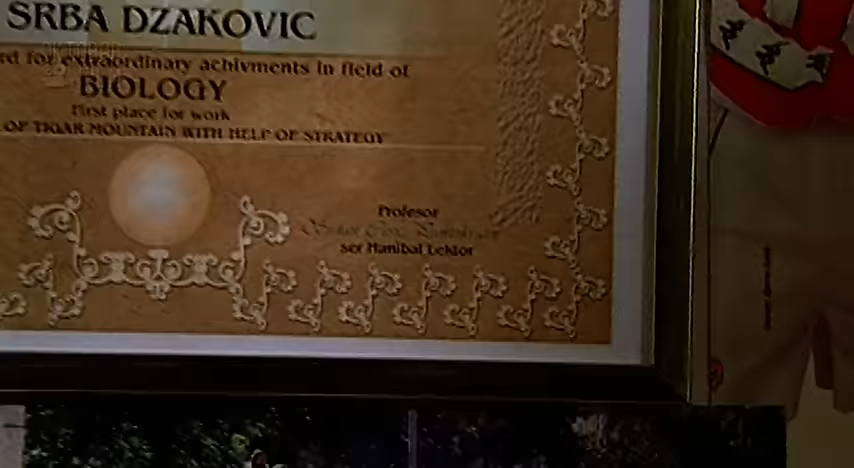 SRBA DZAKOVIC
rd for extraordinary achivments in field of
BIOLOGY
First place for work
OF TIGAR MOUNTAIN WITH HELP OF STRATEGY
Profesor
ser Hanibal Lektor